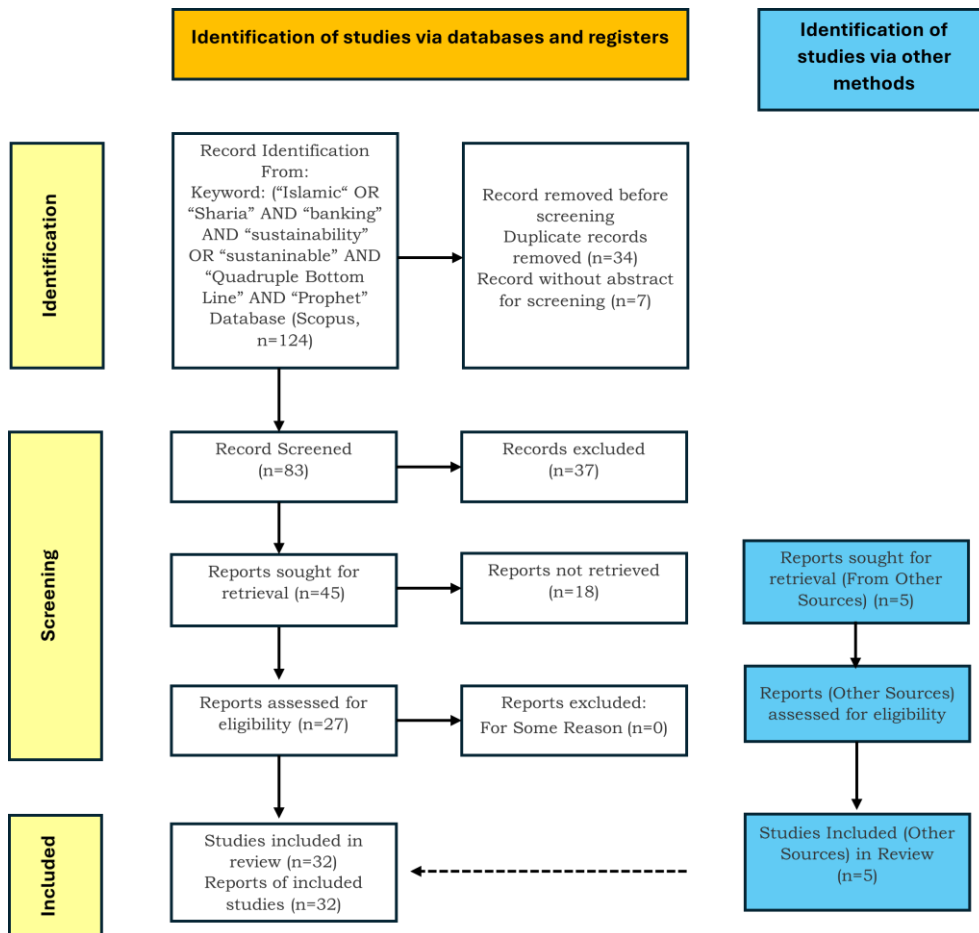 Identification of studies via databases and registers
Identification of
studies via other
methods
Identification
Record Identification
From:
Keyword: (“Islamic“ OR
“Sharia” AND “banking”
AND “sustainability”
OR “sustaninable” AND
“Quadruple Bottom
Line” AND “Prophet”
Database (Scopus,
n=124)
Record removed before
screening
Duplicate records
removed (n=34)
Record without abstract
for screening (n=7)
Screening
Record Screened
(n=83)
Records excluded
(n=37)
Reports sought for
retrieval (n=45)
Reports not retrieved
(n=18)
Reports sought for
retrieval (From Other
Sources) (n=5)
Reports assessed for
eligibility (n=27)
Reports excluded:
For Some Reason (n=0)
Reports (Other Sources)
assessed for eligibility
Included
Studies included in
review (n=32)
Reports of included
studies (n=32)
Studies Included (Other
Sources) in Review
(n=5)